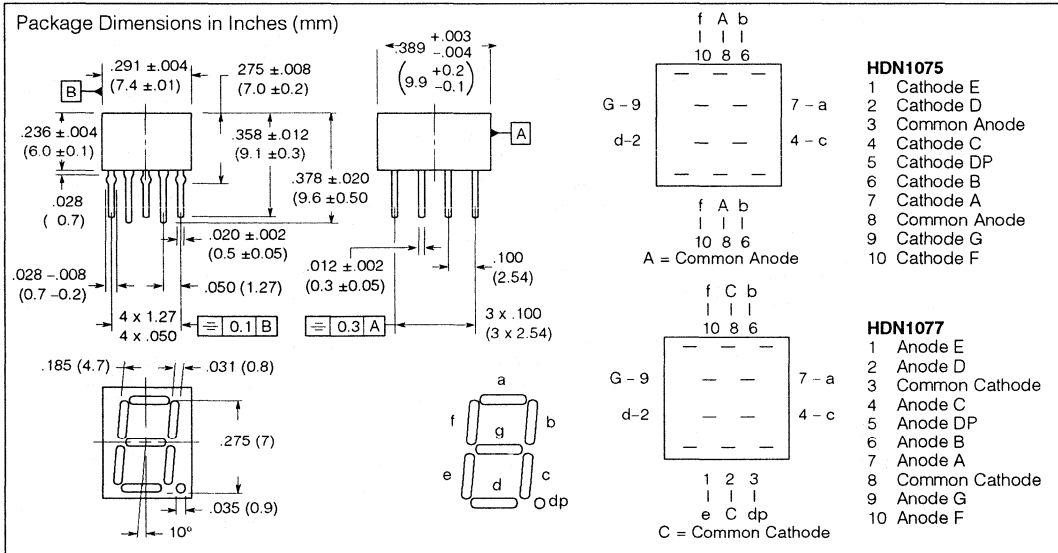 Package Dimensions in Inches (mm)
.291 ±.004
(7.4 ±.01)
B
275 ±.008
(7.0 ±0.2)
.236 ±.004
(6.0 ±0.1)
.358 ±.012
(9.1 ±0.3)
.378 ±.020
(9.6 ±0.50
.028
( 0.7)
.020 ±.002
(0.5 ±0.05)
.028 -.008
(0.7 -0.2)
.050 (1.27)
4 x 1.27
4 x .050
0.1 B
+.003
.389 -.004
+0.2
(9.9 -0.1)
A
.012 ±.002
(0.3 ±0.05)
.100
(2.54)
0.3 A
3 x .100
(3 x 2.54)
.185 (4.7)
.031 (0.8)
.275 (7)
.035 (0.9)
10°
a
f b
g
e c
d
dp
f A b
10 8 6
G – 9 7 – a
d–2 4 – c
f A b
10 8 6
A = Common Anode
HDN1075
1 Cathode E
2 Cathode D
3 Common Anode
4 Cathode C
5 Cathode DP
6 Cathode B
7 Cathode A
8 Common Anode
9 Cathode G
10 Cathode F
f C b
10 8 6
G – 9 7 – a
d–2 4 – c
1 2 3
e C dp
C = Common Cathode
HDN1077
1 Anode E
2 Anode D
3 Common Cathode
4 Anode C
5 Anode DP
6 Anode B
7 Anode A
8 Common Cathode
9 Anode G
10 Anode F